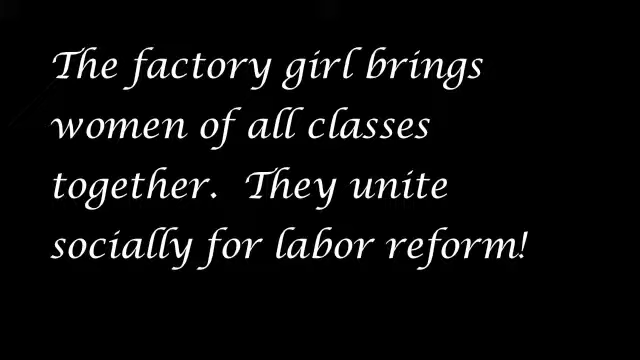 The factory girl brings
women of all classes
together.  They unite
socially for labor reform!